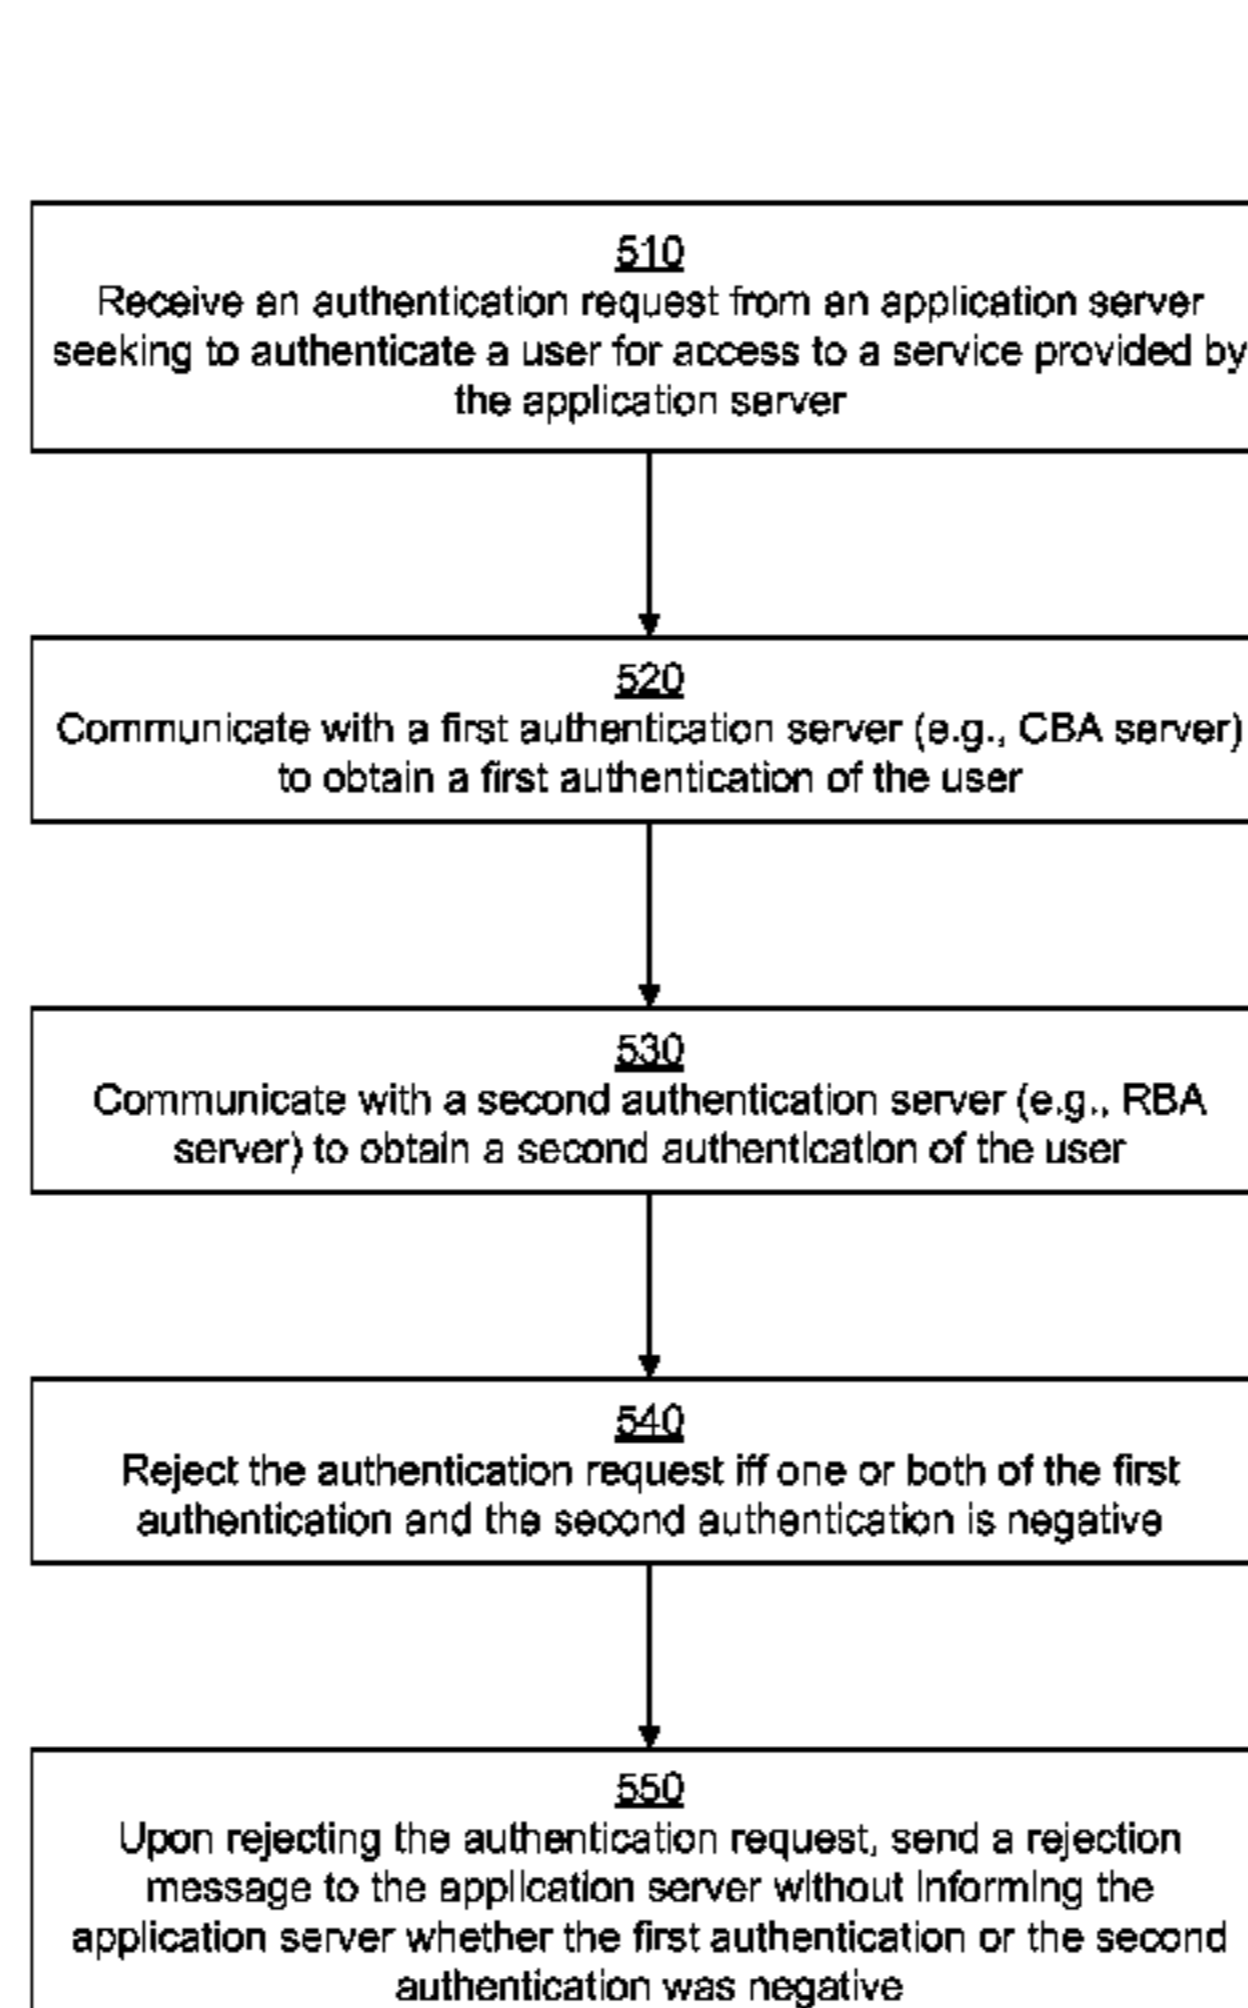 510
Receive an authentication request from an application server
seeking to authenticate a user for access to a service provided by
the application server
520
Communicate with a first authentication server (e.g., CBA server)
to obtain a first authentication of the user
530
Communicate with a second authentication server (e.g., RBA
server) to obtain a second authentication of the user
540
Reject the authentication request iff one or both of the first
authentication and the second authentication is negative
550
Upon rejecting the authentication request, send a rejection
message to the application server without informing the
application server whether the first authentication or the second
authentication was negative